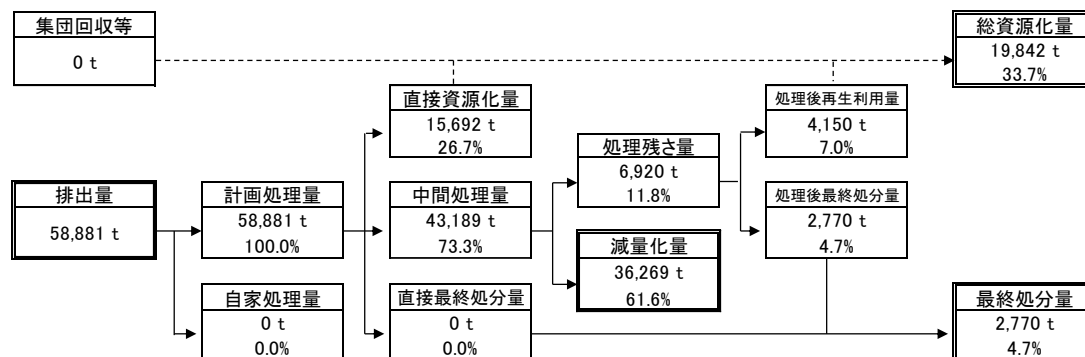 集団回収等
0 t
総資源化量
19,842 t
33.7%
直接資源化量
15,692 t
26.7%
処理後再生利用量
4,150 t
7.0%
処理残さ量
6,920 t
11.8%
排出量
58,881 t
計画処理量
58,881 t
100.0%
中間処理量
43,189 t
73.3%
処理後最終処分量
2,770 t
4.7%
減量化量
36,269 t
61.6%
自家処理量
0 t
0.0%
直接最終処分量
0 t
0.0%
最終処分量
2,770 t
4.7%